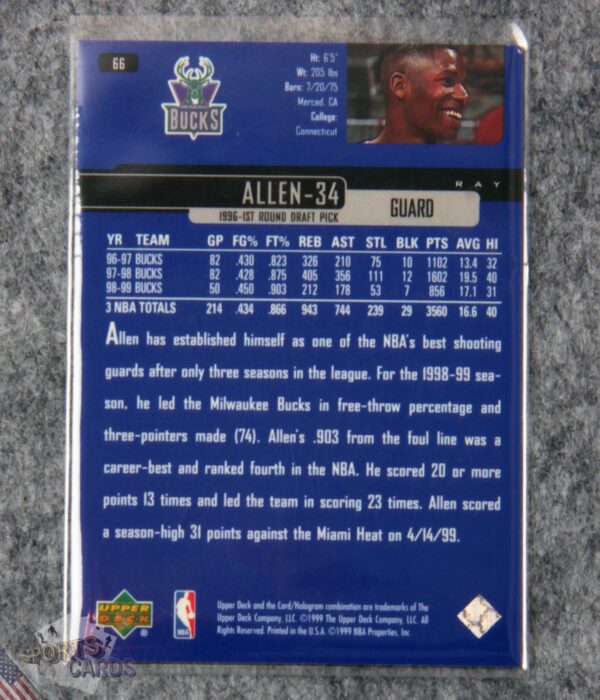 66
BUCKS
Ht: 6'5"
Wt: 205 lbs
Born: 7/20/75
Merced, CA
College:
Connecticut
RAY
ALLEN-34
GUARD
1996-1ST ROUND DRAFT PICK
YR TEAM GP FG% FT% REB AST STL BLK PTS AVG HI
96-97 BUCKS 82 .430 .823 326 210 75 10 1102 13.4 32
97-98 BUCKS 82 .428 .875 405 356 111 12 1602 19.5 40
98-99 BUCKS 50 .450 .903 212 178 53 7 856 17.1 31
3 NBA TOTALS 214 .434 .866 943 744 239 29 3560 16.6 40
Allen has established himself as one of the NBA's best shooting
guards after only three seasons in the league. For the 1998-99 sea-
son, he led the Milwaukee Bucks in free-throw percentage and
three-pointers made (74). Allen's .903 from the foul line was a
career-best and ranked fourth in the NBA. He scored 20 or more
points 13 times and led the team in scoring 23 times. Allen scored
a season-high 31 points against the Miami Heat on 4/14/99.
UPPER
DECK
NBA
Upper Deck and the Card/Hologram combination are trademarks of The
Upper Deck Company, LLC. ©1999 The Upper Deck Company, LLC. All
Rights Reserved. Printed in the U.S.A. ©1999 NBA Properties, Inc.
SPORTS
CARDS